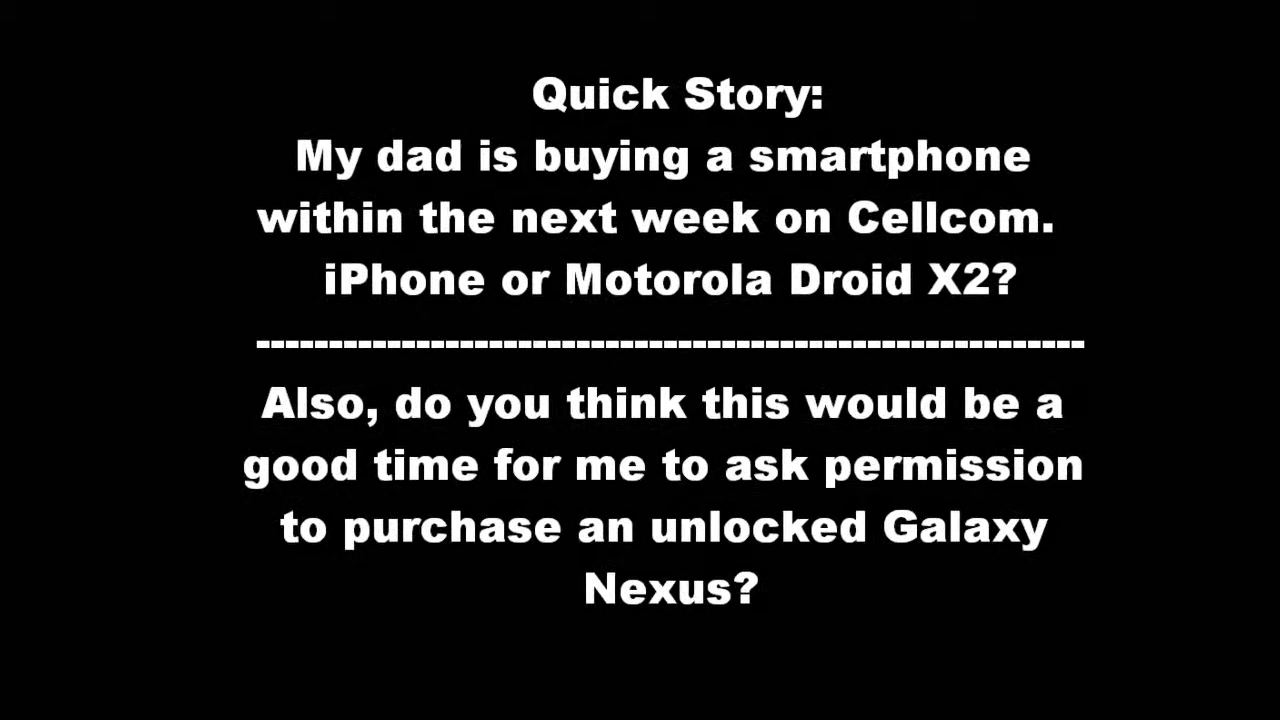 Quick Story:
My dad is buying a smartphone
within the next week on Cellcom.
iPhone or Motorola Droid X2?
---------------------------------------------------------
Also, do you think this would be a
good time for me to ask permission
to purchase an unlocked Galaxy
Nexus?